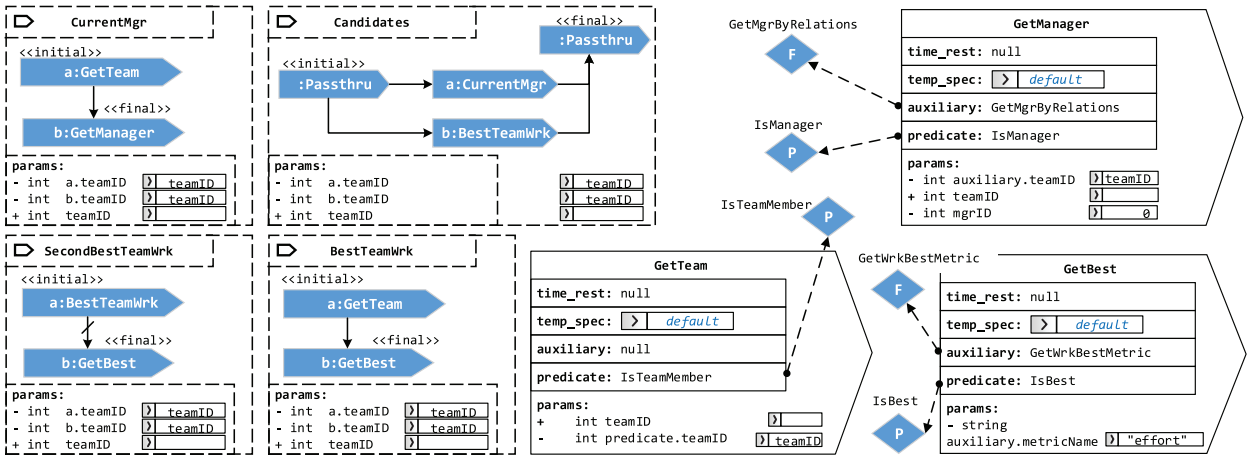 CurrentMgr
<<initial>>
a:GetTeam
<<final>>
b:GetManager
params:
- int a.teamID > teamID
- int b.teamID > teamID
+ int teamID >
Candidates
<<final>>
:Passthru
<<initial>>
:Passthru
a:CurrentMgr
b:BestTeamWrk
params:
- int a.teamID > teamID
- int b.teamID > teamID
+ int teamID >
GetMgrByRelations
F
IsManager
P
GetManager
time_rest: null
temp_spec: > default
auxiliary: GetMgrByRelations
predicate: IsManager
params:
- int auxiliary.teamID > teamID
+ int teamID >
- int mgrID > 0
SecondBestTeamWrk
<<initial>>
a:BestTeamWrk
<<final>>
b:GetBest
params:
- int a.teamID > teamID
- int b.teamID > teamID
+ int teamID >
BestTeamWrk
<<initial>>
a:GetTeam
<<final>>
b:GetBest
params:
- int a.teamID > teamID
- int a.teamID > teamID
- int teamID >
IsTeamMember
P
GetTeam
time_rest: null
temp_spec: > default
auxiliary: null
predicate: IsTeamMember
params:
+ int teamID >
- int predicate.teamID > teamID
GetWrkBestMetric
F
IsBest
P
GetBest
time_rest: null
temp_spec: > default
auxiliary: GetWrkBestMetric
predicate: IsBest
params:
- string
auxiliary.metricName > "effort"